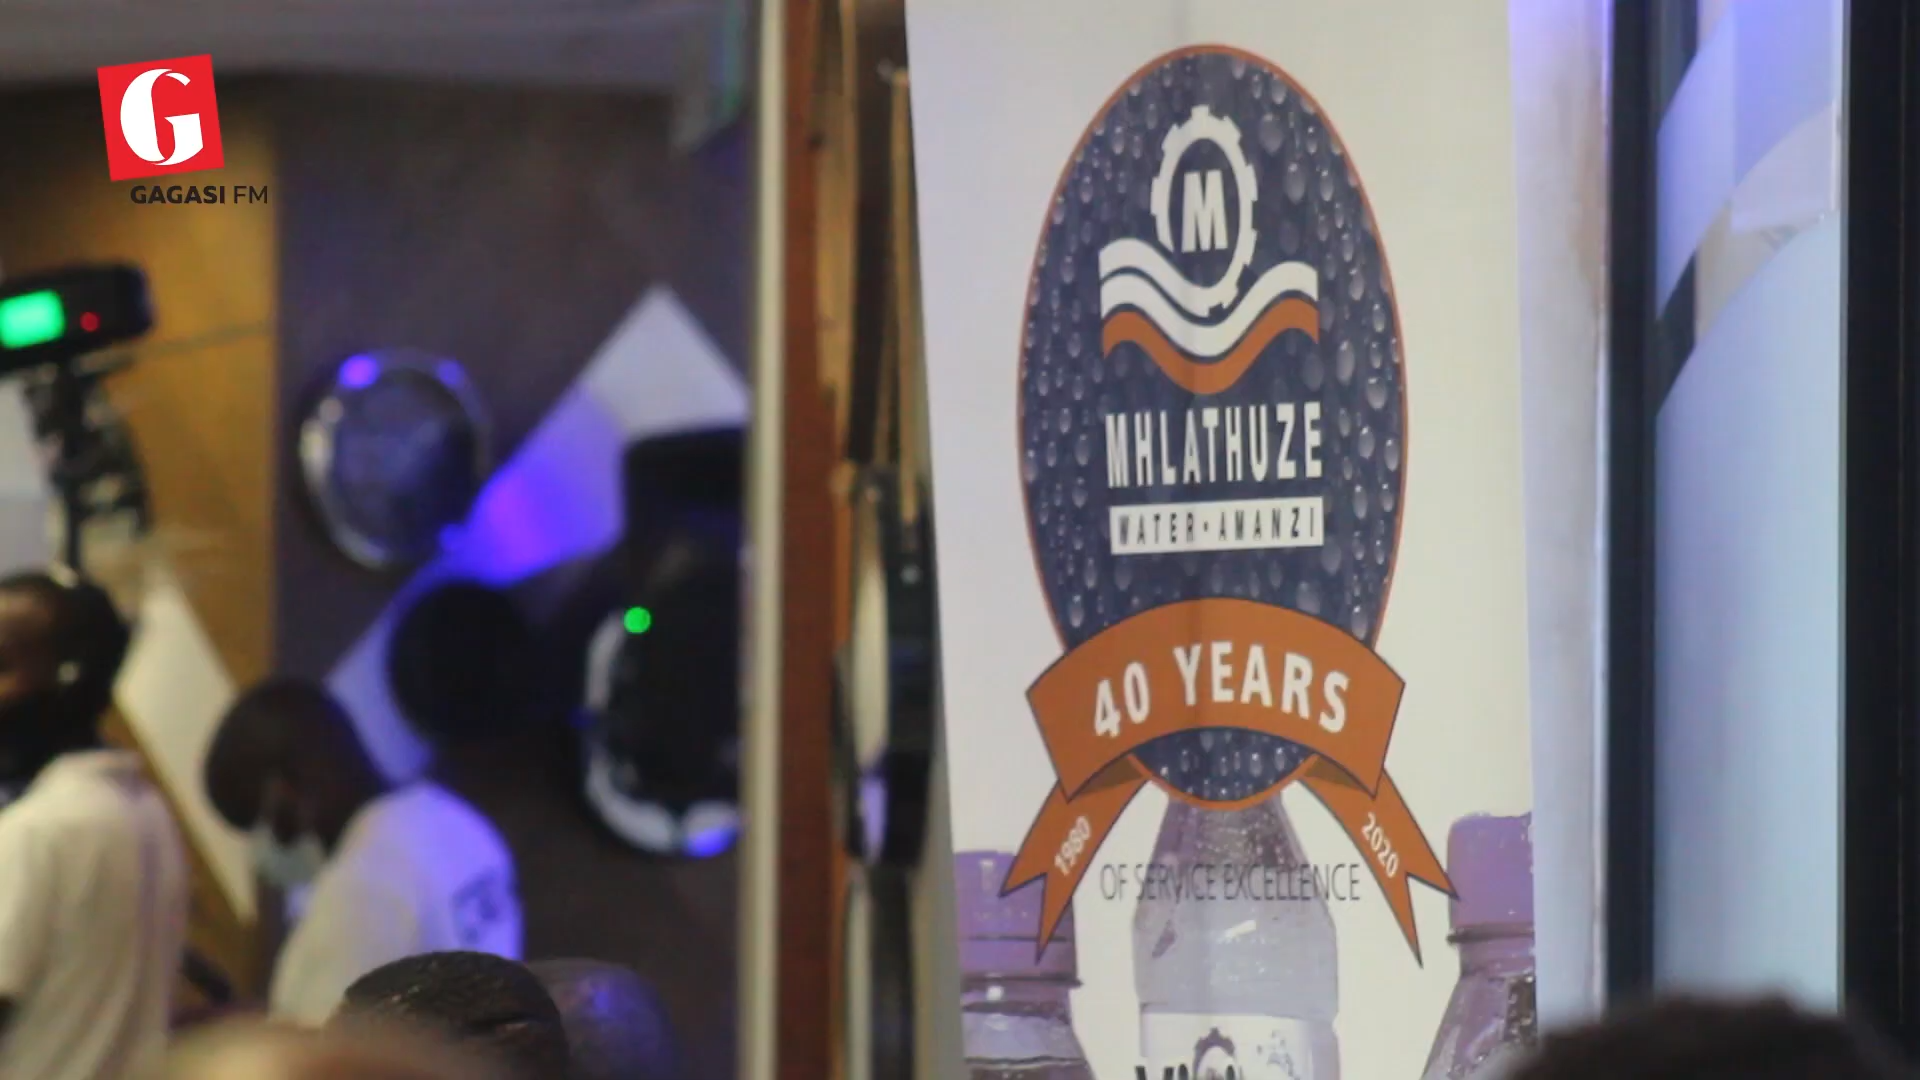 G
GAGASI FM
M
MHLATHUZE
WATER • AMANZI
40 YEARS
1980
2020
OF SERVICE EXCELLENCE